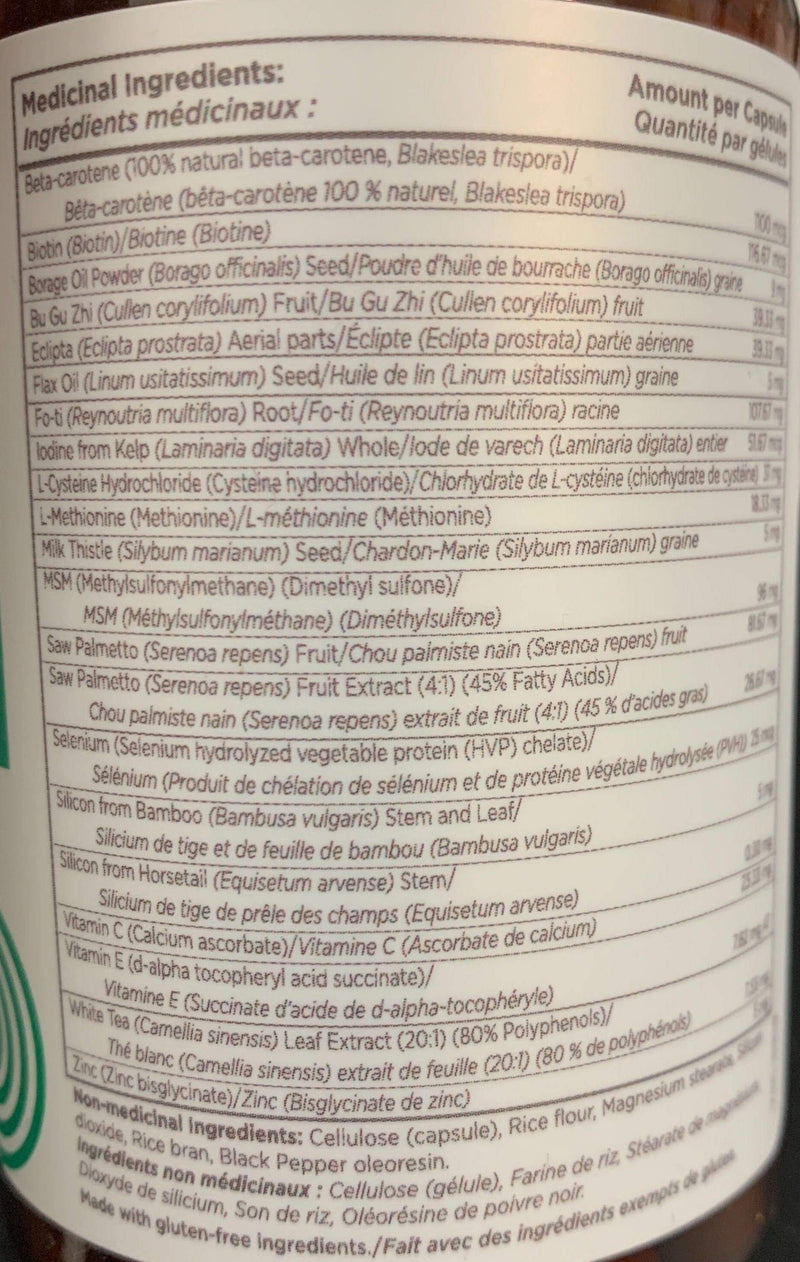 Medicinal Ingredients:
Ingrédients médicinaux :
Amount per Capsule
Quantité par gélules
Beta-carotene (100% natural beta-carotene, Blakeslea trispora)/
Bêta-carotène (bêta-carotène 100 % naturel, Blakeslea trispora)
Biotin (Biotin)/Biotine (Biotine)
Borage Oil Powder (Borago officinalis) Seed/Poudre d'huile de bourrache (Borago officinalis) graine
Bu Gu Zhi (Cullen corylifolium) Fruit/Bu Gu Zhi (Cullen corylifolium) fruit
Eclipta (Eclipta prostrata) Aerial parts/Éclipte (Eclipta prostrata) partie aérienne
Flax Oil (Linum usitatissimum) Seed/Huile de lin (Linum usitatissimum) graine
Fo-ti (Reynoutria multiflora) Root/Fo-ti (Reynoutria multiflora) racine
Iodine from Kelp (Laminaria digitata) Whole/Iode de varech (Laminaria digitata) entier
L-Cysteine Hydrochloride (Cysteine hydrochloride)/Chlorhydrate de L-cystéine (chlorhydrate de cystéine)
L-Methionine (Methionine)/L-méthionine (Méthionine)
Milk Thistle (Silybum marianum) Seed/Chardon-Marie (Silybum marianum) graine
MSM (Methylsulfonylmethane) (Dimethyl sulfone)/
MSM (Méthylsulfonylméthane) (Diméthylsulfone)
Saw Palmetto (Serenoa repens) Fruit/Chou palmiste nain (Serenoa repens) fruit
Saw Palmetto (Serenoa repens) Fruit Extract (4:1) (45% Fatty Acids)/
Chou palmiste nain (Serenoa repens) extrait de fruit (4:1) (45 % d'acides gras)
Selenium (Selenium hydrolyzed vegetable protein (HVP) chelate)/
Sélénium (Produit de chélation de sélénium et de protéine végétale hydrolysée (PVH))
Silicon from Bamboo (Bambusa vulgaris) Stem and Leaf/
Silicium de tige et de feuille de bambou (Bambusa vulgaris)
Silicon from Horsetail (Equisetum arvense) Stem/
Silicium de tige de prêle des champs (Equisetum arvense)
Vitamin C (Calcium ascorbate)/Vitamine C (Ascorbate de calcium)
Vitamin E (d-alpha tocopheryl acid succinate)/
Vitamine E (Succinate d'acide de d-alpha-tocophéryle)
White Tea (Camellia sinensis) Leaf Extract (20:1) (80% Polyphenols)/
Thé blanc (Camellia sinensis) extrait de feuille (20:1) (80 % de polyphénols)
Zinc (Zinc bisglycinate)/Zinc (Bisglycinate de zinc)
Non-medicinal Ingredients: Cellulose (capsule), Rice flour, Magnesium stearate, Silicon
dioxide, Rice bran, Black Pepper oleoresin.
Ingrédients non médicinaux : Cellulose (gélule), Farine de riz, Stéarate de magnésium,
Dioxyde de silicium, Son de riz, Oléorésine de poivre noir.
Made with gluten-free ingredients./Fait avec des ingrédients exempts de gluten.